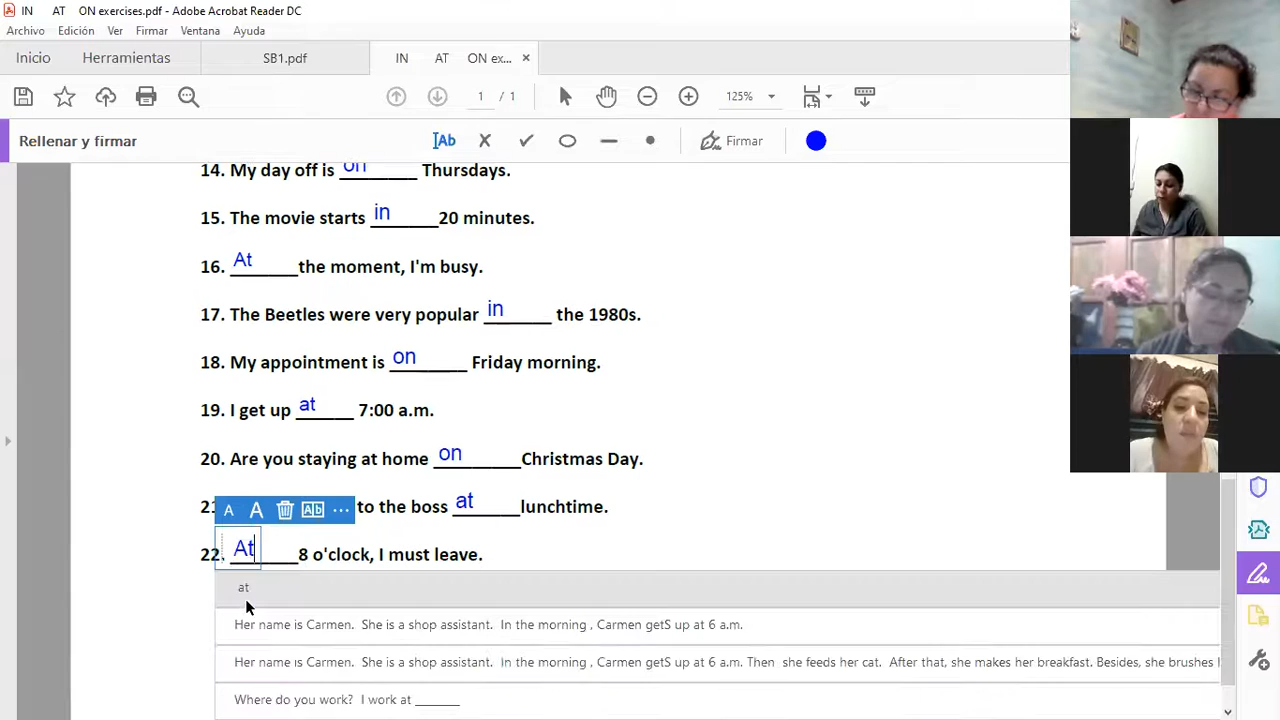 IN AT ON exercises.pdf - Adobe Acrobat Reader DC
Archivo Edición Ver Firmar Ventana Ayuda
Inicio Herramientas SB1.pdf IN AT ON ex... ×
1 / 1 125%
Rellenar y firmar Ab Firmar
14. My day off is on Thursdays.
15. The movie starts in 20 minutes.
16. At the moment, I'm busy.
17. The Beetles were very popular in the 1980s.
18. My appointment is on Friday morning.
19. I get up at 7:00 a.m.
20. Are you staying at home on Christmas Day.
21 to the boss at lunchtime.
A A Ab ...
22. At 8 o'clock, I must leave.
at
Her name is Carmen. She is a shop assistant. In the morning , Carmen getS up at 6 a.m.
Her name is Carmen. She is a shop assistant. In the morning , Carmen getS up at 6 a.m. Then she feeds her cat. After that, she makes her breakfast. Besides, she brushes
Where do you work? I work at _______